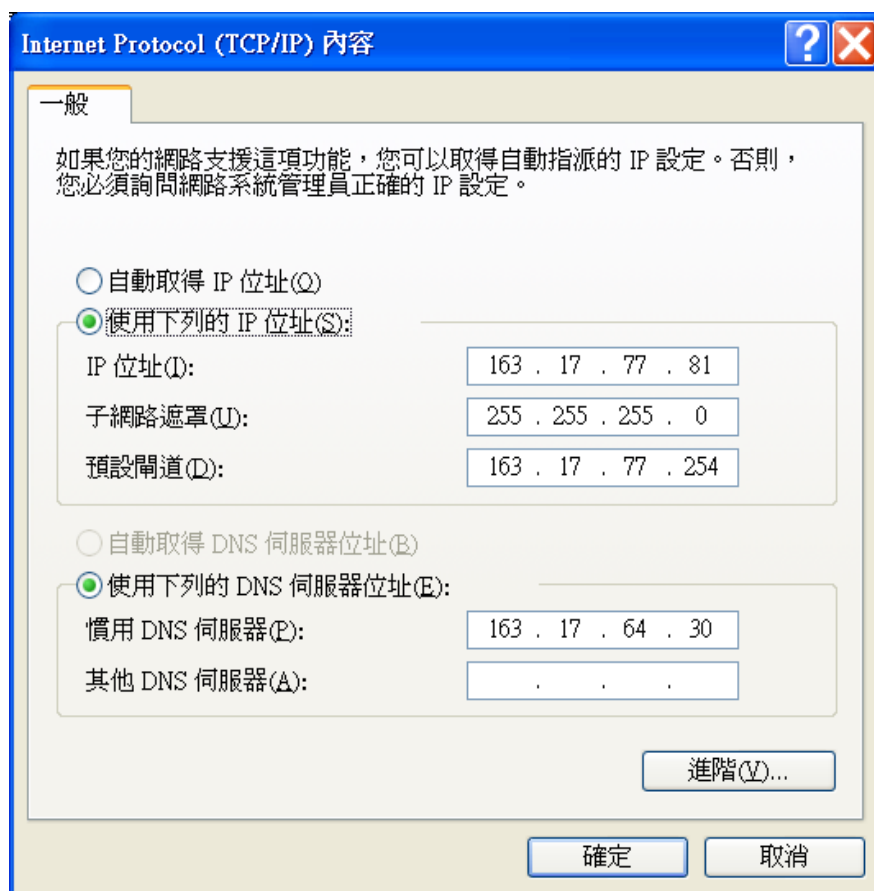 Internet Protocol (TCP/IP) 內容
一般
如果您的網路支援這項功能，您可以取得自動指派的 IP 設定。否則，
您必須詢問網路系統管理員正確的 IP 設定。
自動取得 IP 位址(O)
使用下列的 IP 位址(S):
IP 位址(I): 163 . 17 . 77 . 81
子網路遮罩(U): 255 . 255 . 255 . 0
預設閘道(D): 163 . 17 . 77 . 254
自動取得 DNS 伺服器位址(B)
使用下列的 DNS 伺服器位址(E):
慣用 DNS 伺服器(P): 163 . 17 . 64 . 30
其他 DNS 伺服器(A): . . .
進階(V)...
確定 取消